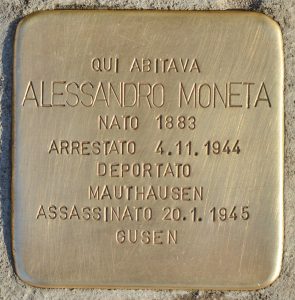 QUI ABITAVA
ALESSANDRO MONETA
NATO 1883
ARRESTATO 4.11.1944
DEPORTATO
MAUTHAUSEN
ASSASSINATO 20.1.1945
GUSEN